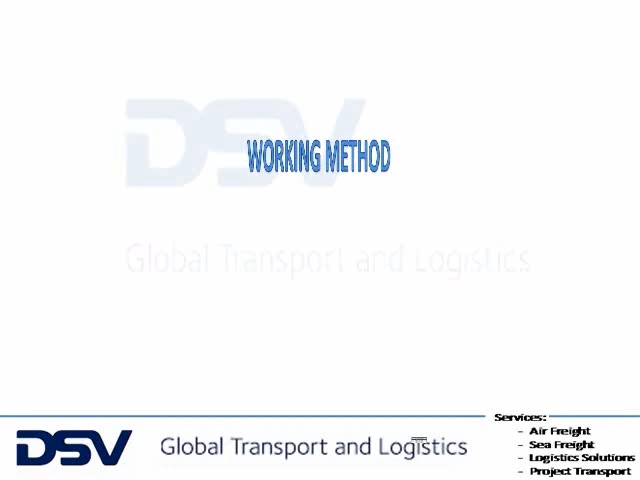 DSV
WORKING METHOD
Global Transport and Logistics
Services:
- Air Freight
- Sea Freight
- Logistics Solutions
- Project Transport
DSV Global Transport and Logistics